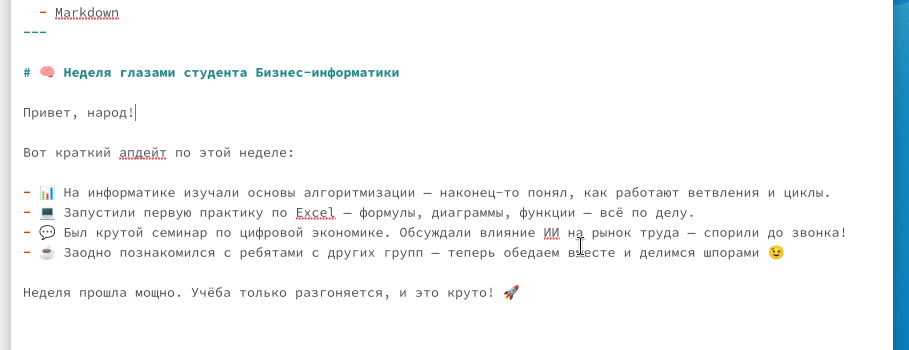 - Markdown
---
# 🧠 Неделя глазами студента Бизнес-информатики
Привет, народ!
Вот краткий апдейт по этой неделе:
- 📊 На информатике изучали основы алгоритмизации — наконец-то понял, как работают ветвления и циклы.
- 💻 Запустили первую практику по Excel — формулы, диаграммы, функции — всё по делу.
- 💬 Был крутой семинар по цифровой экономике. Обсуждали влияние ИИ на рынок труда — спорили до звонка!
- ☕ Заодно познакомился с ребятами с других групп — теперь обедаем вместе и делимся шпорами 😉
Неделя прошла мощно. Учёба только разгоняется, и это круто! 🚀